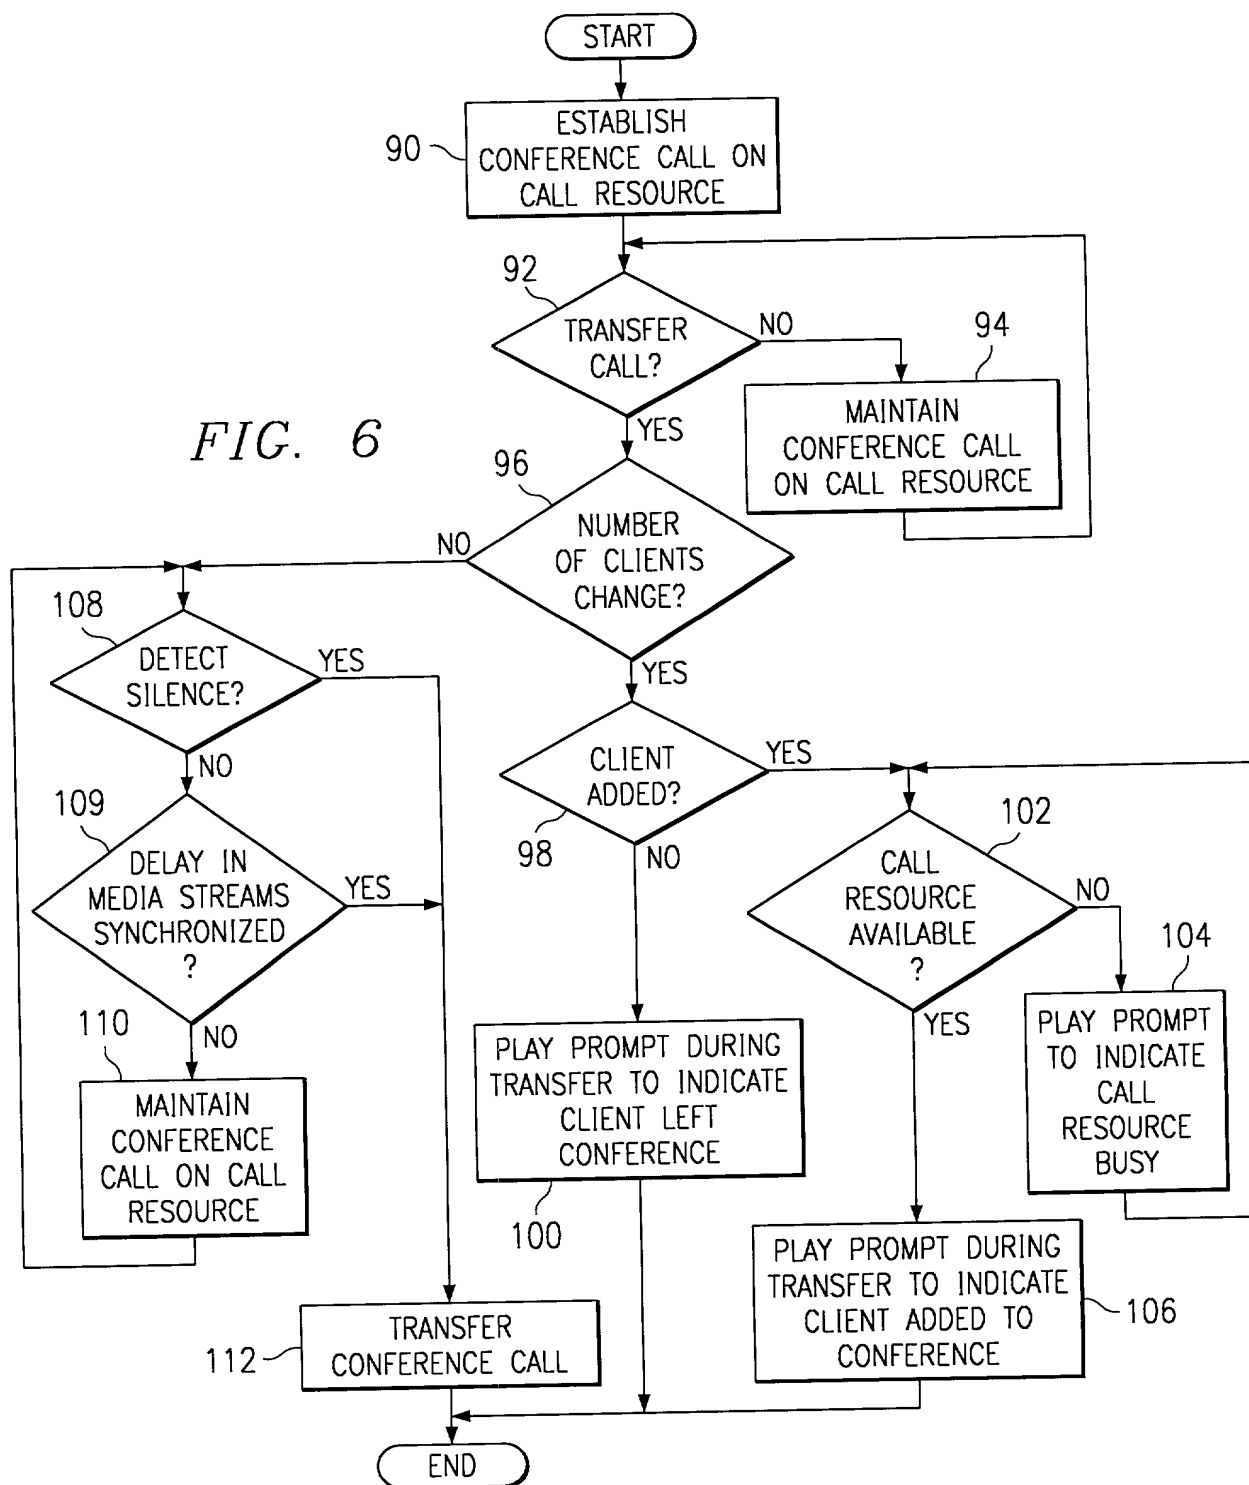 START
90
ESTABLISH
CONFERENCE CALL ON
CALL RESOURCE
92
TRANSFER
CALL?
NO
YES
94
MAINTAIN
CONFERENCE CALL
ON CALL RESOURCE
FIG. 6
96
NUMBER
OF CLIENTS
CHANGE?
NO
YES
108
DETECT
SILENCE?
YES
NO
109
DELAY IN
MEDIA STREAMS
SYNCHRONIZED
?
YES
NO
110
MAINTAIN
CONFERENCE
CALL ON CALL
RESOURCE
98
CLIENT
ADDED?
YES
NO
102
CALL
RESOURCE
AVAILABLE
?
NO
YES
104
PLAY PROMPT
TO INDICATE
CALL
RESOURCE
BUSY
PLAY PROMPT DURING
TRANSFER TO INDICATE
CLIENT LEFT
CONFERENCE
100
PLAY PROMPT DURING
TRANSFER TO INDICATE
CLIENT ADDED TO
CONFERENCE
106
112
TRANSFER
CONFERENCE CALL
END